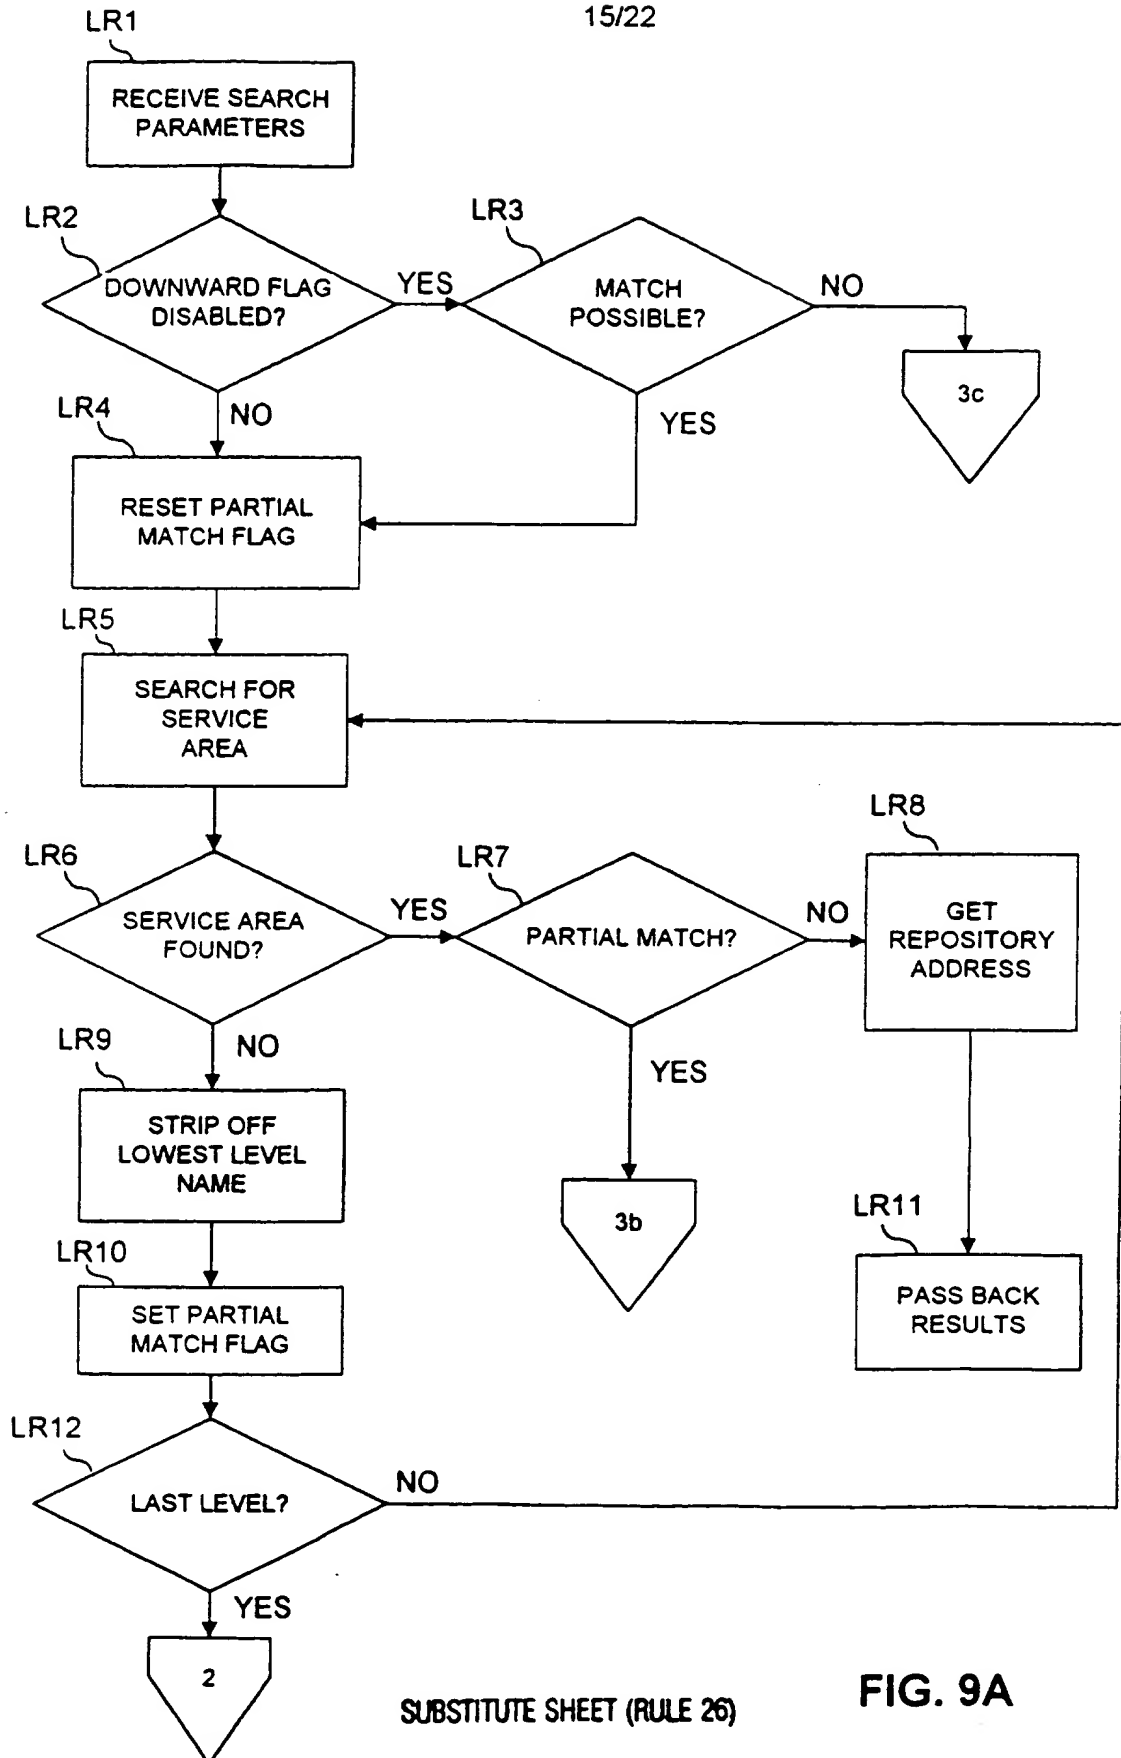 15/22
LR1
RECEIVE SEARCH
PARAMETERS
LR2
DOWNWARD FLAG
DISABLED?
YES
LR3
MATCH
POSSIBLE?
NO
3c
NO
YES
LR4
RESET PARTIAL
MATCH FLAG
LR5
SEARCH FOR
SERVICE
AREA
LR6
SERVICE AREA
FOUND?
YES
LR7
PARTIAL MATCH?
NO
LR8
GET
REPOSITORY
ADDRESS
NO
YES
LR9
STRIP OFF
LOWEST LEVEL
NAME
3b
LR11
PASS BACK
RESULTS
LR10
SET PARTIAL
MATCH FLAG
LR12
LAST LEVEL?
NO
YES
2
SUBSTITUTE SHEET (RULE 26)
FIG. 9A